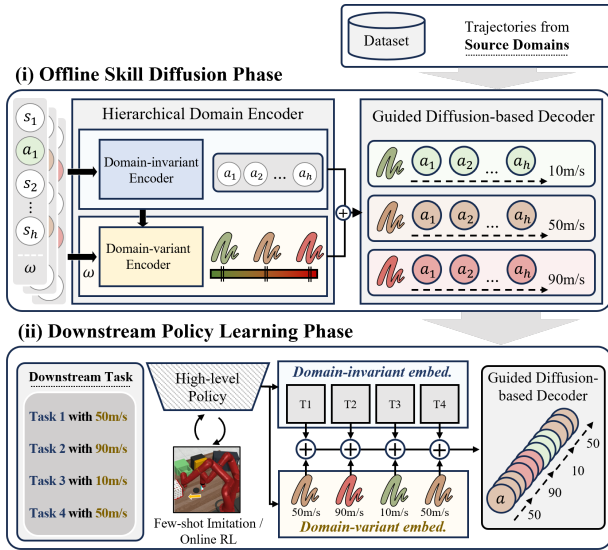 Dataset
Trajectories from
Source Domains
(i) Offline Skill Diffusion Phase
s1
a1
s2
⋮
sh
ω
Hierarchical Domain Encoder
Domain-invariant
Encoder
a1 a2 ... ah
Domain-variant
Encoder
ω
+
Guided Diffusion-based Decoder
a1 a2 ... ah
10m/s
a1 a2 ... ah
50m/s
a1 a2 ... ah
90m/s
(ii) Downstream Policy Learning Phase
Downstream Task
Task 1 with 50m/s
Task 2 with 90m/s
Task 3 with 10m/s
Task 4 with 50m/s
High-level
Policy
Few-shot Imitation /
Online RL
Domain-invariant embed.
T1 T2 T3 T4
+ + + +
50m/s 90m/s 10m/s 50m/s
Domain-variant embed.
Guided Diffusion-
based Decoder
50
10
90
50
a